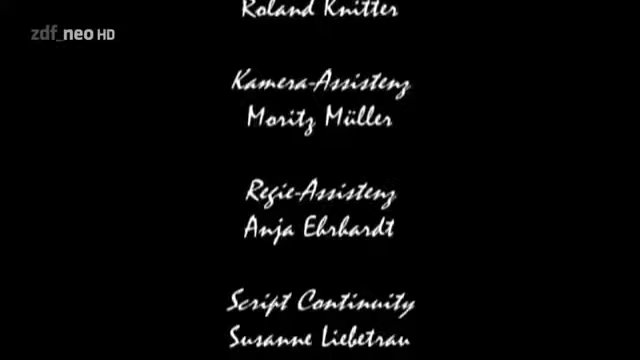 Roland Knitter
zdf_neo HD
Kamera-Assistenz
Moritz Müller
Regie-Assistenz
Anja Ehrhardt
Script Continuity
Susanne Liebetrau